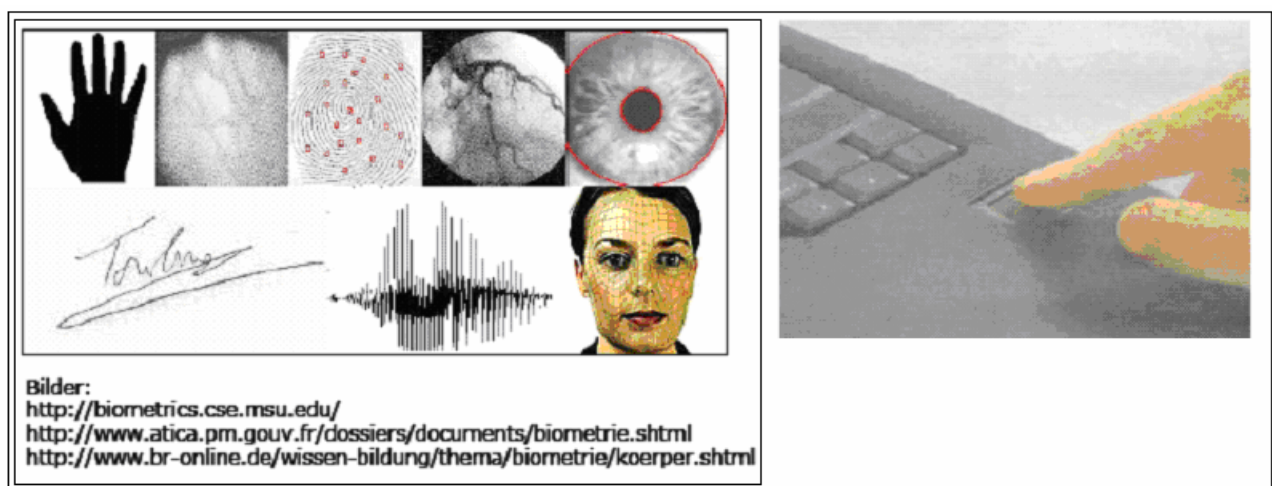 Bilder:
http://biometrics.cse.msu.edu/
http://www.atica.pm.gouv.fr/dossiers/documents/biometrie.shtml
http://www.br-online.de/wissen-bildung/thema/biometrie/koerper.shtml